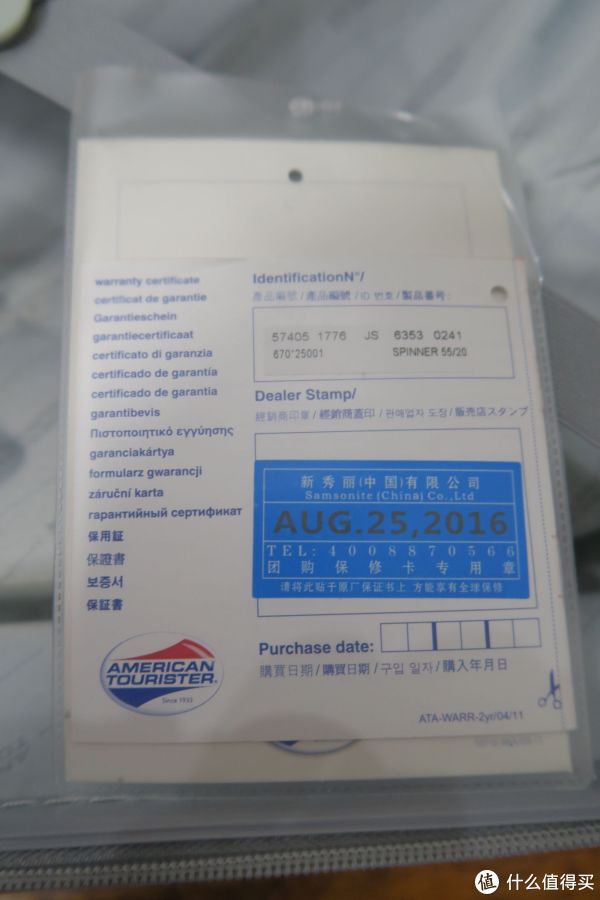 warranty certificate
certificat de garantie
Garantieschein
garantiecertificaat
certificato di garanzia
certificado de garantía
certificado de garantia
garantibevis
Πιστοποιητικό εγγύησης
garanciakártya
formularz gwarancji
záruční karta
гарантийный сертификат
保用証
保證書
보증서
保証書
AMERICAN
TOURISTER
Since 1933
IdentificationN°/
產品編號 / 產品編號 / ID 번호 / 製品番号:
57405 1776 JS 6353 0241
670*25001 SPINNER 55/20
Dealer Stamp/
經銷商印章 / 經銷商蓋印 / 판매업자 도장 / 販売店スタンプ
新秀丽(中国)有限公司
Samsonite (China) Co.,Ltd
AUG.25,2016
TEL: 4008870566
团购保修卡专用章
请将此贴于原厂保证书上 方能享有全球保修
Purchase date:
購買日期 / 購買日期 / 구입 일자 / 購入年月日
ATA-WARR-2yr/04/11
值 什么值得买